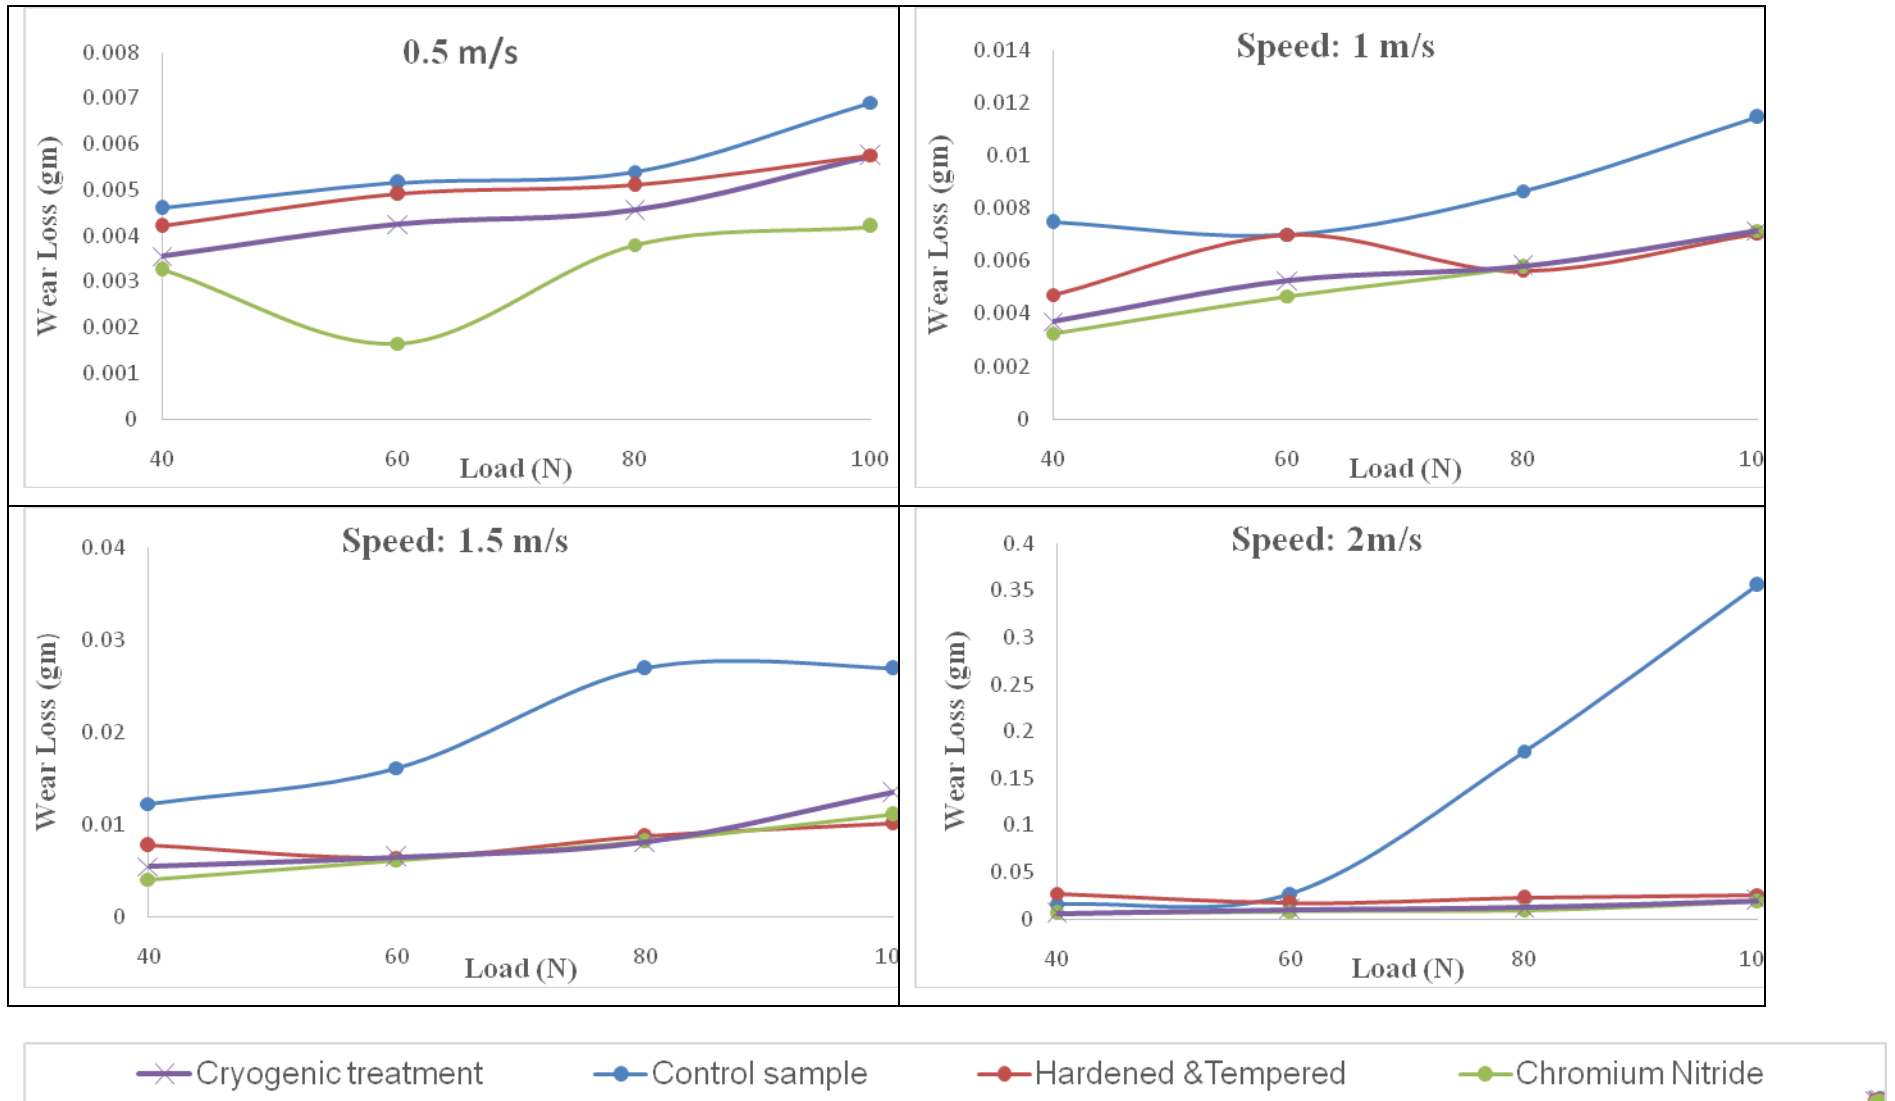 0.5 m/s
0.008
0.007
0.006
0.005
0.004
0.003
0.002
0.001
0
Wear Loss (gm)
40 60 80 100
Load (N)
Speed: 1 m/s
0.014
0.012
0.01
0.008
0.006
0.004
0.002
0
Wear Loss (gm)
40 60 80 10
Load (N)
Speed: 1.5 m/s
0.04
0.03
0.02
0.01
0
Wear Loss (gm)
40 60 80 10
Load (N)
Speed: 2m/s
0.4
0.35
0.3
0.25
0.2
0.15
0.1
0.05
0
Wear Loss (gm)
40 60 80 10
Load (N)
Cryogenic treatment Control sample Hardened &Tempered Chromium Nitride